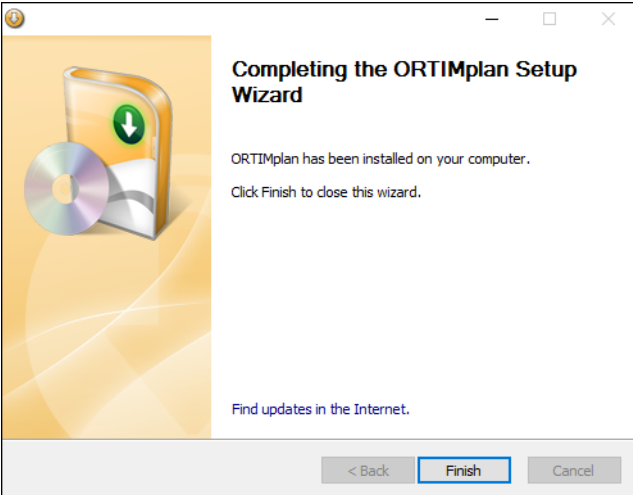 Completing the ORTIMplan Setup
Wizard
ORTIMplan has been installed on your computer.
Click Finish to close this wizard.
Find updates in the Internet.
< Back
Finish
Cancel